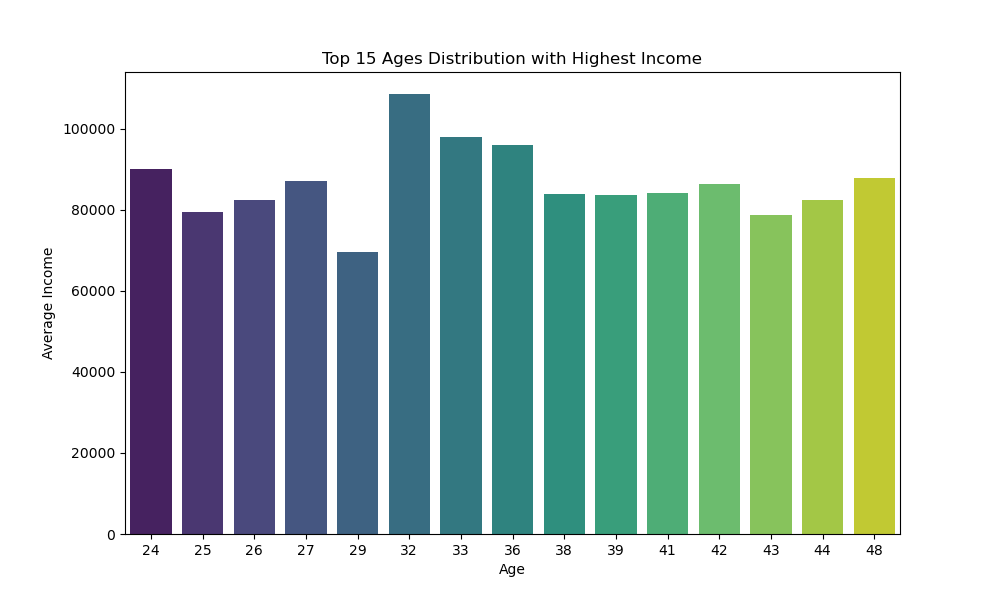 Top 15 Ages Distribution with Highest Income
Average Income
100000
80000
60000
40000
20000
0
24 25 26 27 29 32 33 36 38 39 41 42 43 44 48
Age